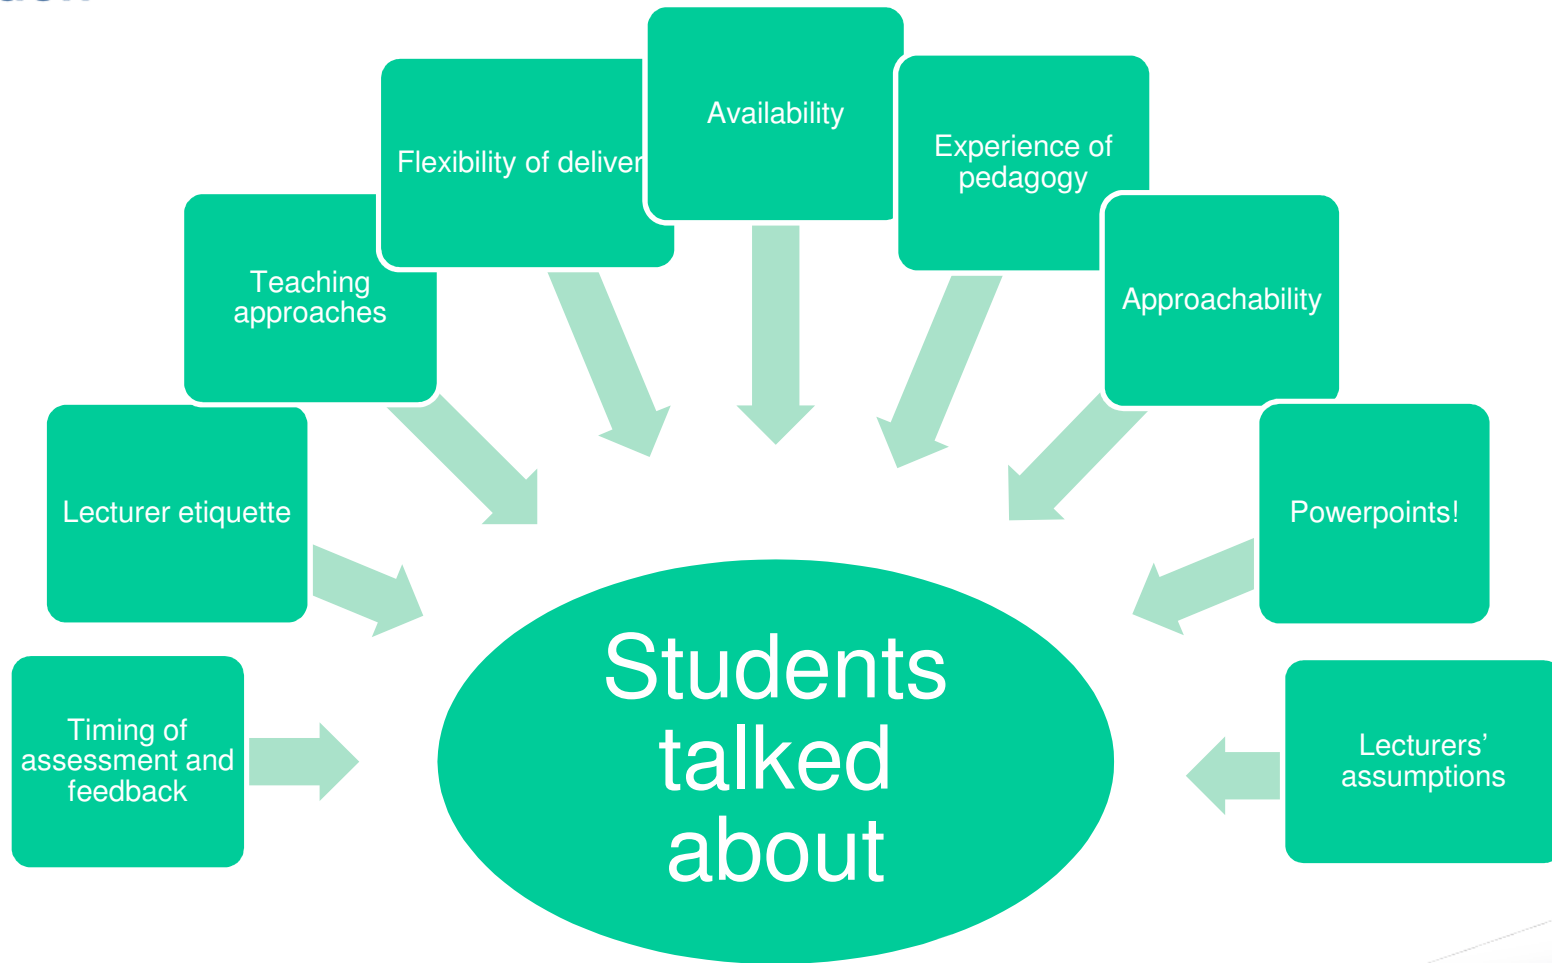 Availability
Experience of
pedagogy
Flexibility of deliver
Teaching
approaches
Approachability
Lecturer etiquette
Powerpoints!
Students
talked
about
Timing of
assessment and
feedback
Lecturers’
assumptions